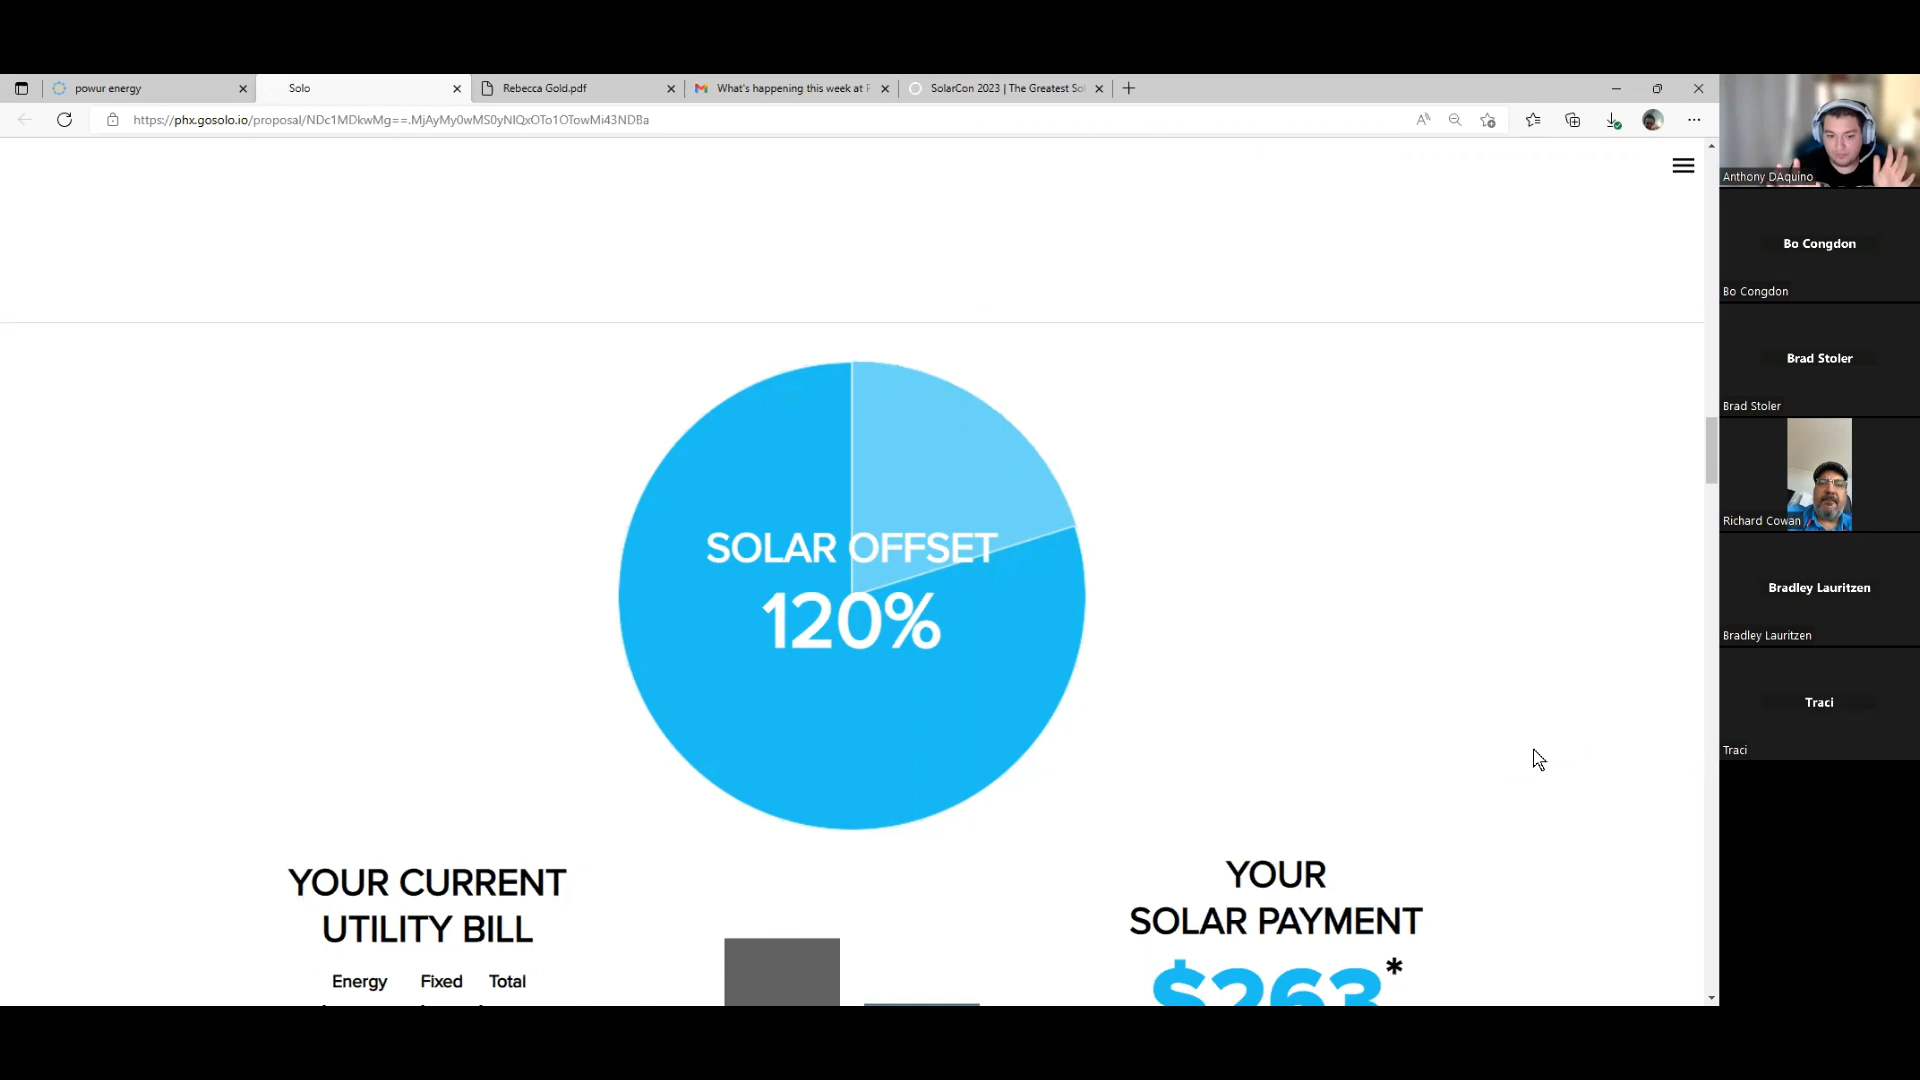 powur energy
Solo
Rebecca Gold.pdf
What's happening this week at P
SolarCon 2023 | The Greatest Sol
https://phx.gosolo.io/proposal/NDc1MDkwMg==.MjAyMy0wMS0yNlQxOTo1OTowMi43NDBa
SOLAR OFFSET
120%
YOUR CURRENT
UTILITY BILL
Energy Fixed Total
YOUR
SOLAR PAYMENT
$263*
Anthony DAquino
Bo Congdon
Bo Congdon
Brad Stoler
Brad Stoler
Richard Cowan
Bradley Lauritzen
Bradley Lauritzen
Traci
Traci